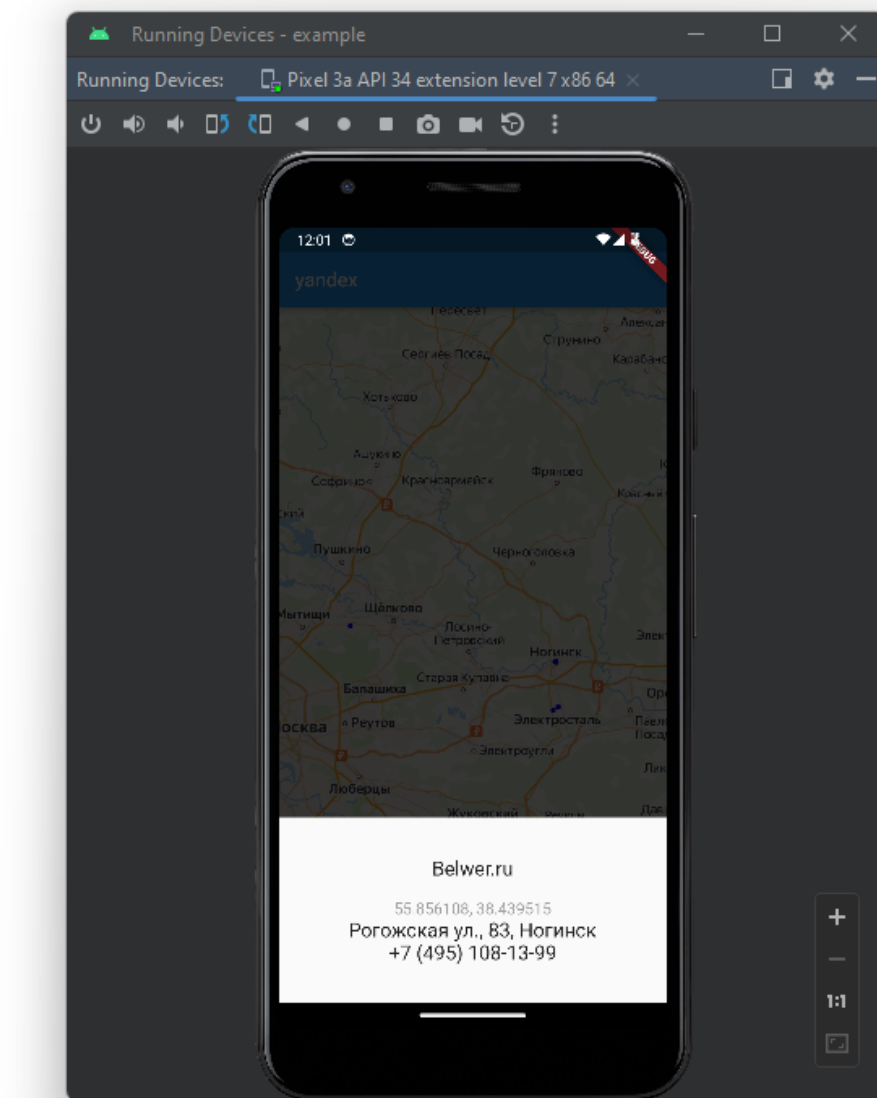 Running Devices - example
Running Devices: Pixel 3a API 34 extension level 7 x86 64
12:01
DEBUG
yandex
Пересвет
Струнино
Сергиев Посад
Хотьково
Ашукино
Софрино
Красноармейск
Фряново
Пушкино
Черноголовка
Мытищи
Щёлково
Лосино-
Петровский
Ногинск
Старая Купавна
Балашиха
Реутов
Электросталь
Электроугли
Люберцы
Жуковский
Belwer.ru
55.856108, 38.439515
Рогожская ул., 83, Ногинск
+7 (495) 108-13-99
1:1